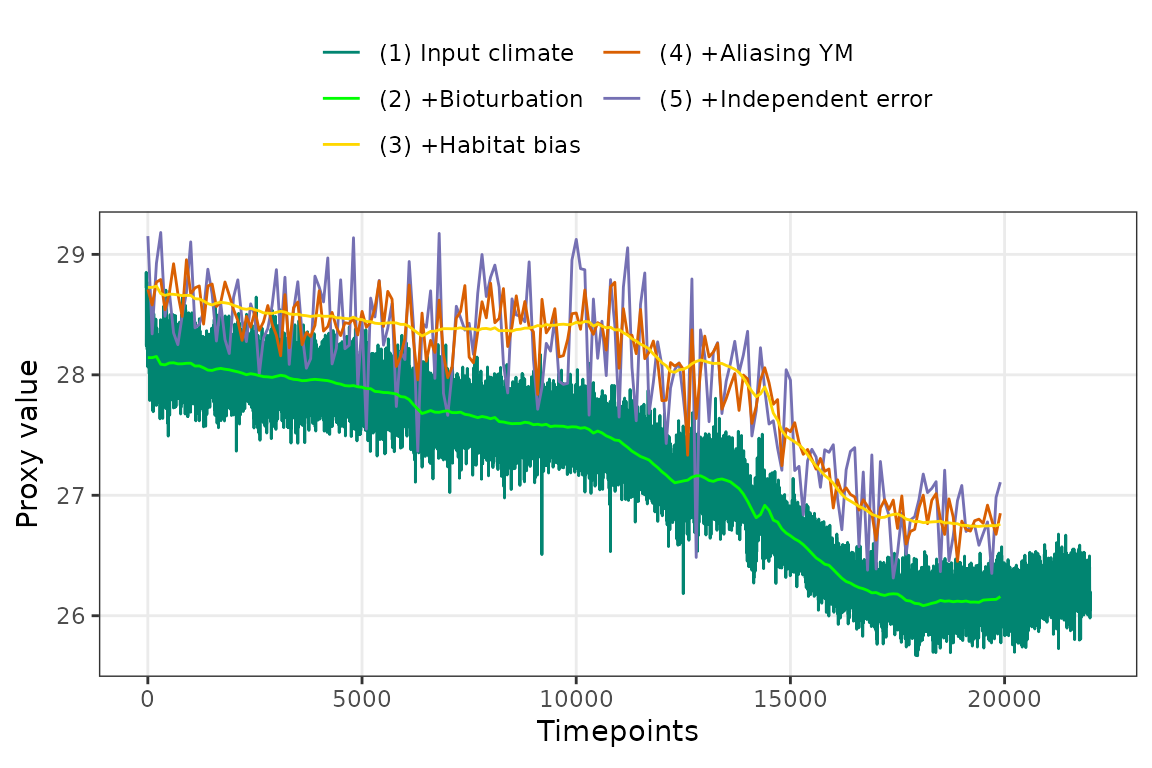 (1) Input climate
(4) +Aliasing YM
(2) +Bioturbation
(5) +Independent error
(3) +Habitat bias
29
28
27
26
Proxy value
0
5000
10000
15000
20000
Timepoints